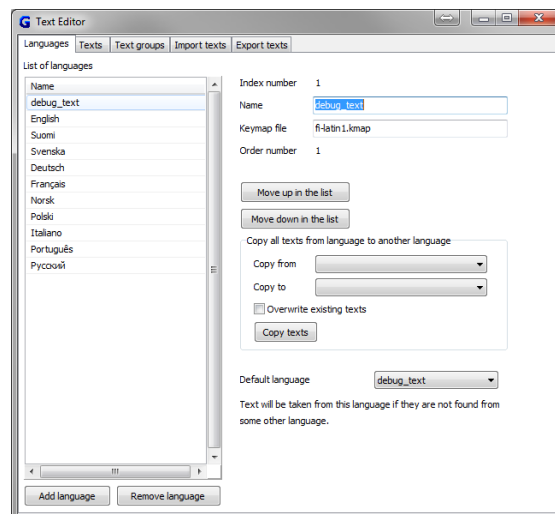 G Text Editor
Languages Texts Text groups Import texts Export texts
List of languages
Name
debug_text
English
Suomi
Svenska
Deutsch
Français
Norsk
Polski
Italiano
Português
Русский
Add language Remove language
Index number 1
Name debug_text
Keymap file fi-latin1.kmap
Order number 1
Move up in the list
Move down in the list
Copy all texts from language to another language
Copy from
Copy to
Overwrite existing texts
Copy texts
Default language debug_text
Text will be taken from this language if they are not found from
some other language.